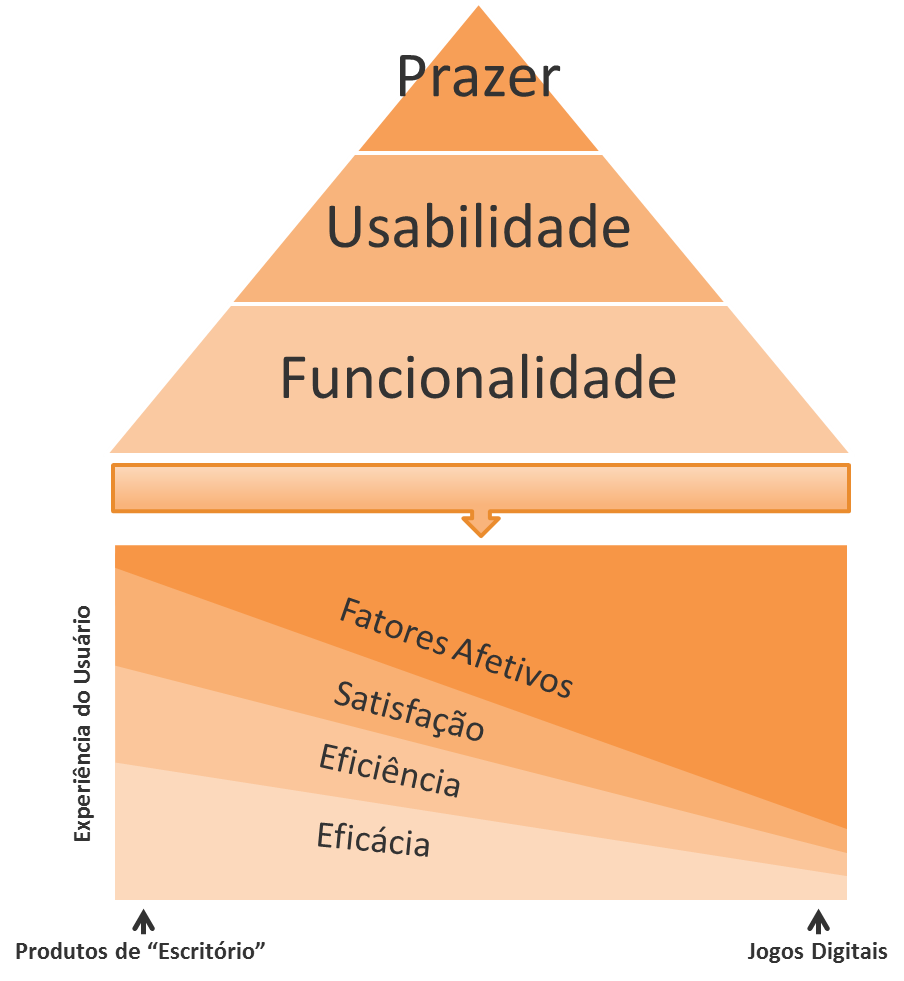 Prazer
Usabilidade
Funcionalidade
Experiência do Usuário
Fatores Afetivos
Satisfação
Eficiência
Eficácia
Produtos de “Escritório”
Jogos Digitais